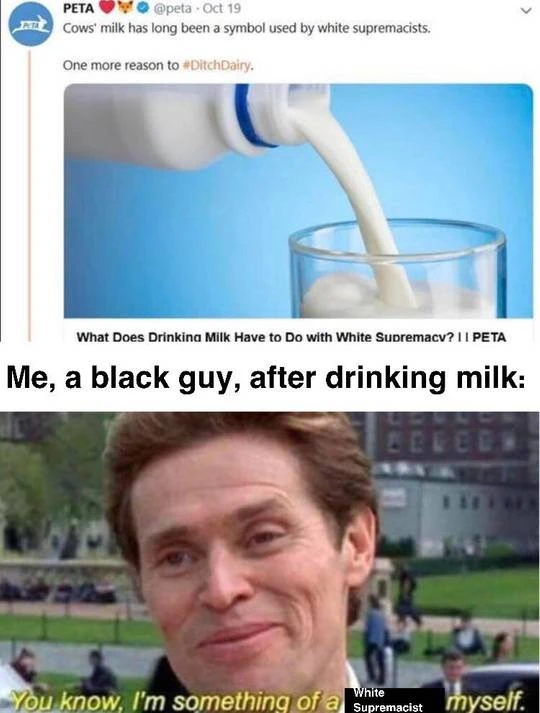 PETA @peta · Oct 19
PETA
Cows' milk has long been a symbol used by white supremacists.
One more reason to #DitchDairy.
What Does Drinking Milk Have to Do with White Supremacy? | | PETA
Me, a black guy, after drinking milk:
You know, I'm something of a White Supremacist myself.